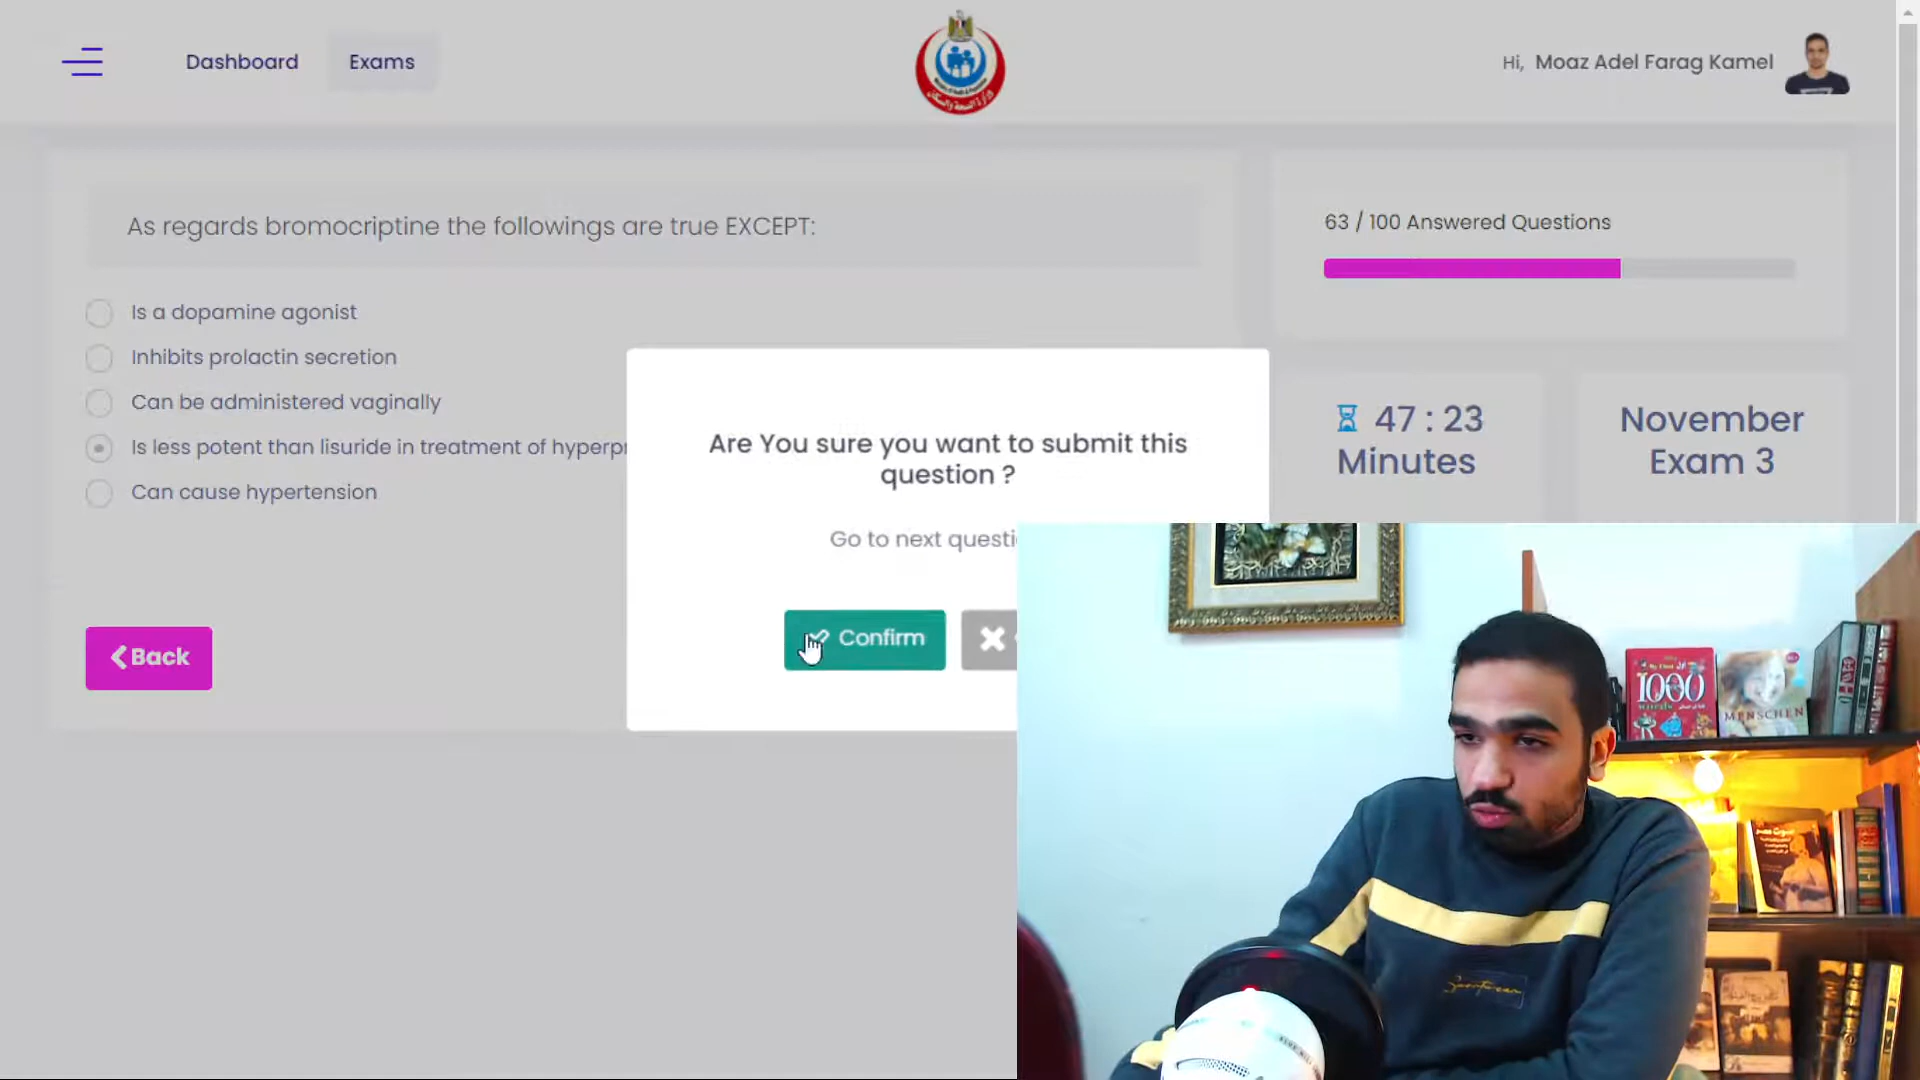 Dashboard
Exams
Hi, Moaz Adel Farag Kamel
As regards bromocriptine the followings are true EXCEPT:
Is a dopamine agonist
Inhibits prolactin secretion
Can be administered vaginally
Is less potent than lisuride in treatment of hyperpr
Can cause hypertension
Back
63 / 100 Answered Questions
47 : 23
Minutes
November
Exam 3
Are You sure you want to submit this
question ?
Go to next questi
Confirm
1000
words
MENSCHEN